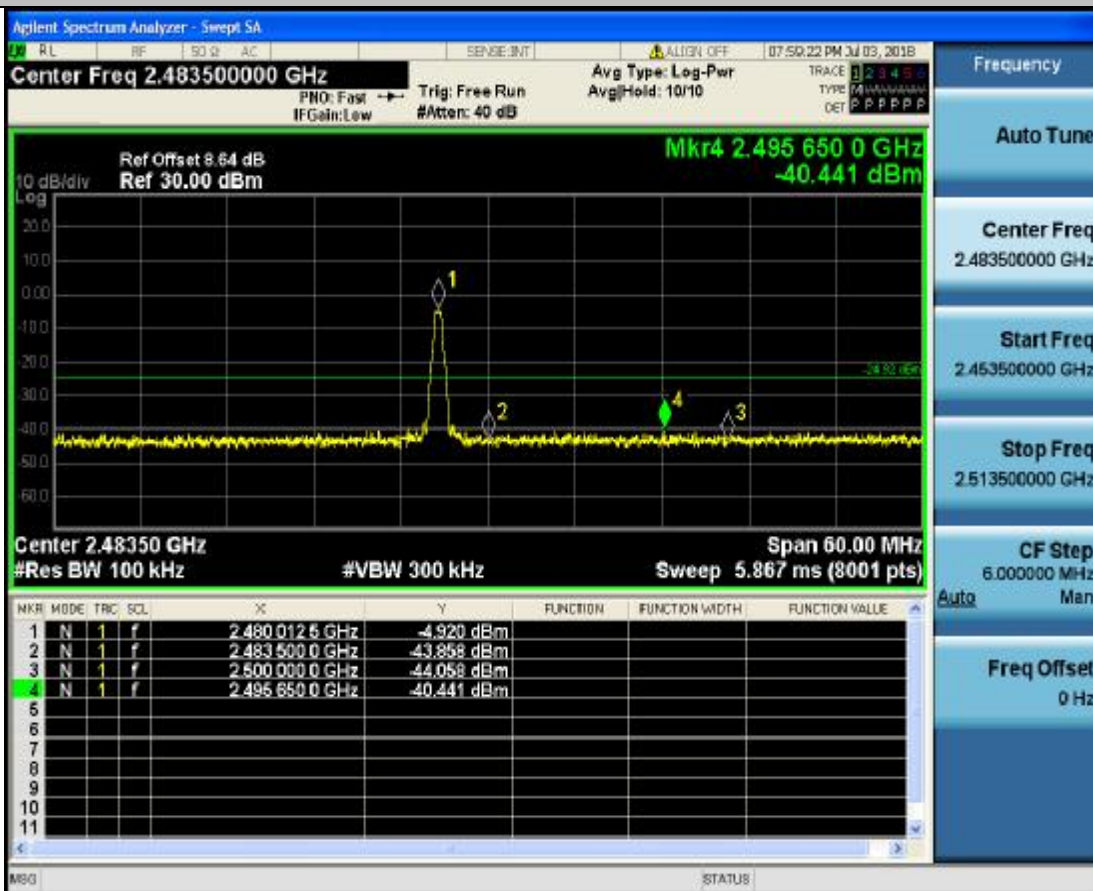 Agilent Spectrum Analyzer - Swept SA
RL RF 50 Ω AC SENSE:INT ALIGN OFF 07:59:22 PM Jul 03, 2018
Center Freq 2.483500000 GHz
PNO: Fast
IFGain:Low
Trig: Free Run
#Atten: 40 dB
Avg Type: Log-Pwr
Avg|Hold: 10/10
TRACE 1 2 3 4 5 6
TYPE M
DET P P P P P P
Mkr4 2.495 650 0 GHz
-40.441 dBm
Ref Offset 8.64 dB
10 dB/div Ref 30.00 dBm
Log
20.0
10.0
0.00
-10.0
-20.0
-30.0
-40.0
-50.0
-60.0
1
2
4
3
-24.92 dBm
Center 2.48350 GHz Span 60.00 MHz
#Res BW 100 kHz #VBW 300 kHz Sweep 5.867 ms (8001 pts)
MKR MODE TRC SCL X Y FUNCTION FUNCTION WIDTH FUNCTION VALUE
1 N 1 f 2.480 012 5 GHz -4.920 dBm
2 N 1 f 2.483 500 0 GHz -43.858 dBm
3 N 1 f 2.500 000 0 GHz -44.058 dBm
4 N 1 f 2.495 650 0 GHz -40.441 dBm
5
6
7
8
9
10
11
MSG STATUS
Frequency
Auto Tune
Center Freq
2.483500000 GHz
Start Freq
2.453500000 GHz
Stop Freq
2.513500000 GHz
CF Step
6.000000 MHz
Auto Man
Freq Offset
0 Hz